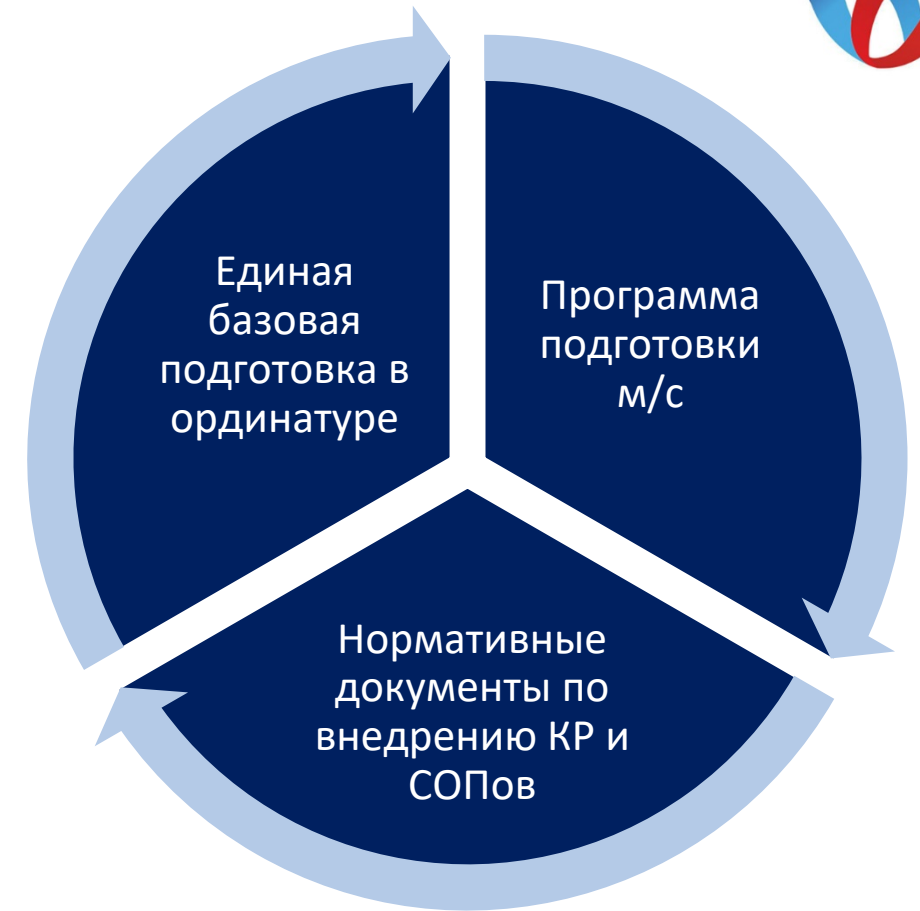 Единая
базовая
подготовка в
ординатуре
Программа
подготовки
м/с
Нормативные
документы по
внедрению КР и
СОПов